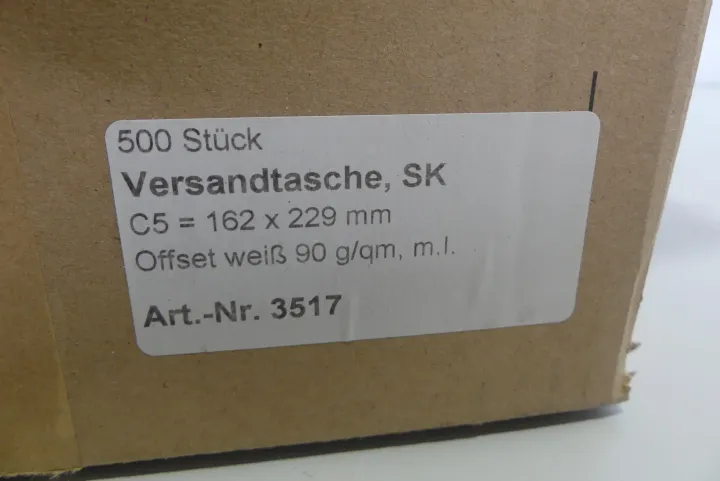 500 Stück
Versandtasche, SK
C5 = 162 x 229 mm
Offset weiß 90 g/qm, m.l.
Art.-Nr. 3517